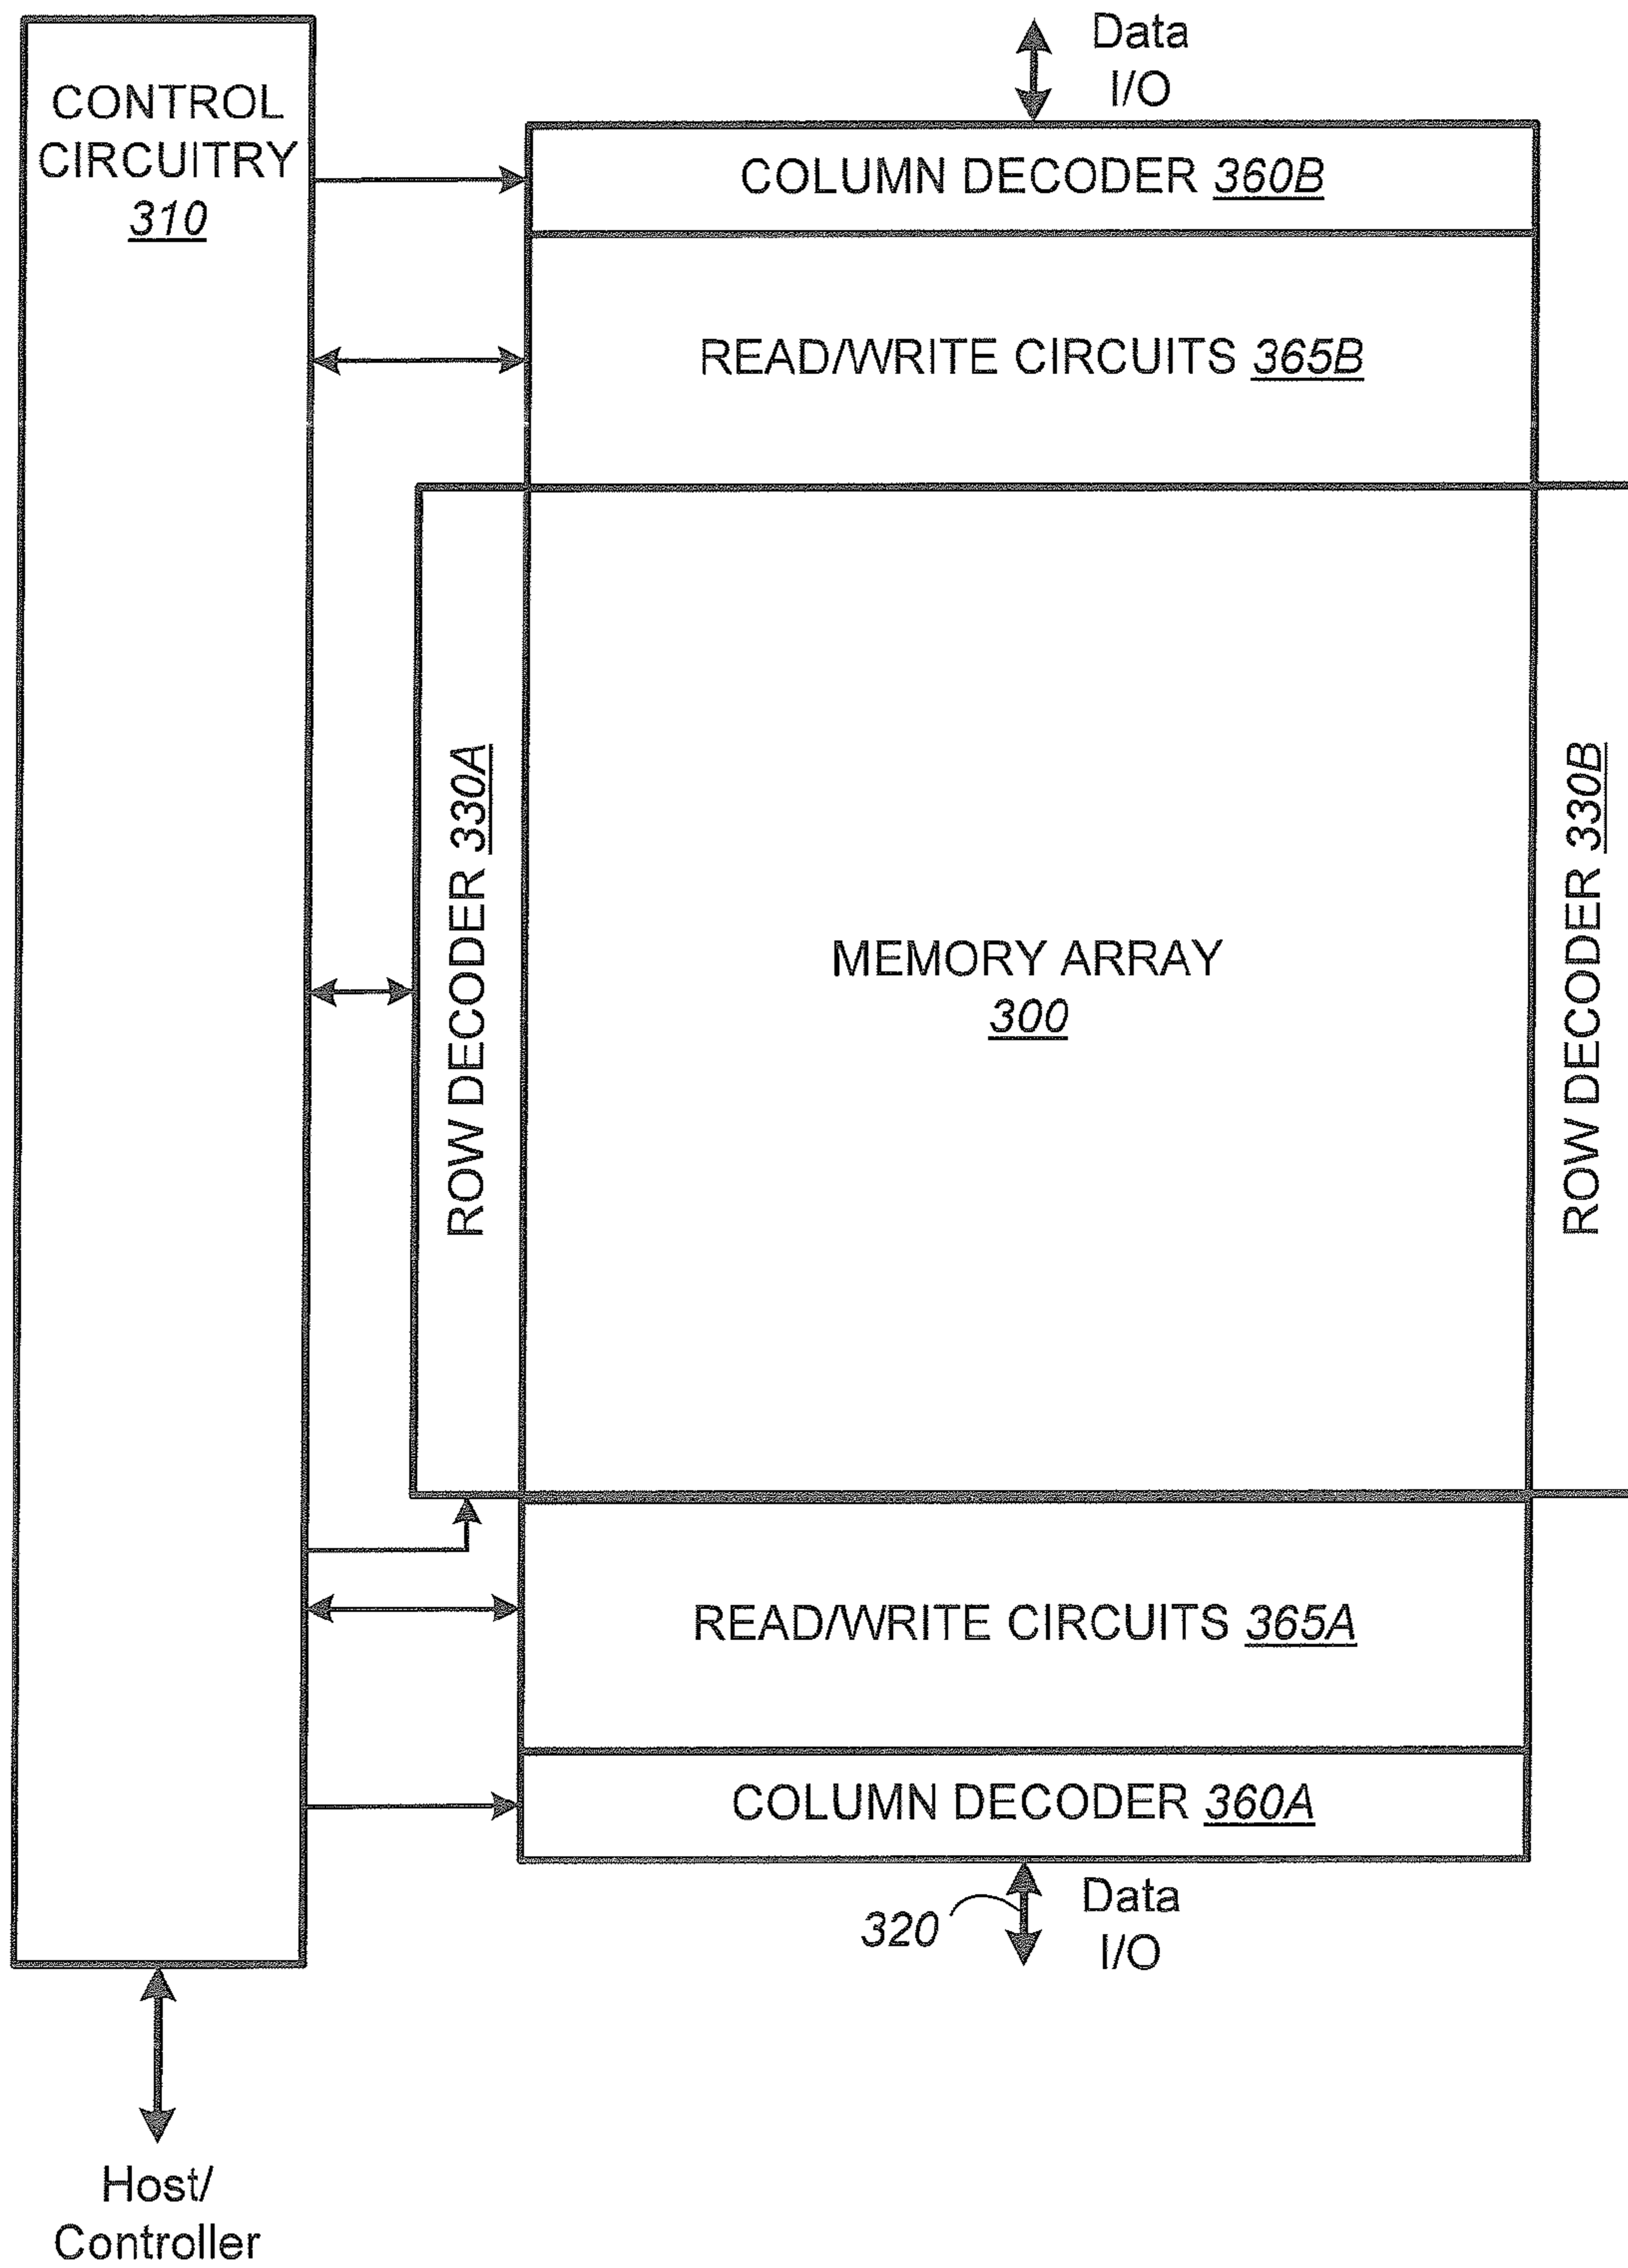 Data
I/O
CONTROL
CIRCUITRY
310
COLUMN DECODER 360B
READ/WRITE CIRCUITS 365B
ROW DECODER 330A
MEMORY ARRAY
300
ROW DECODER 330B
READ/WRITE CIRCUITS 365A
COLUMN DECODER 360A
320
Data
I/O
Host/
Controller